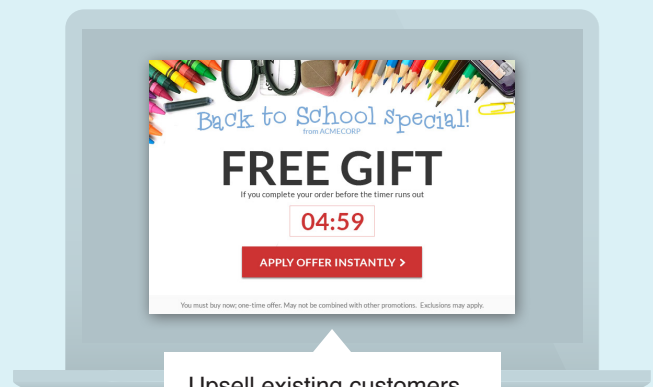 Back to School special!
from ACMECORP
FREE GIFT
If you complete your order before the timer runs out
04:59
APPLY OFFER INSTANTLY
You must buy now; one-time offer. May not be combined with other promotions. Exclusions may apply.
Upsell existing customers